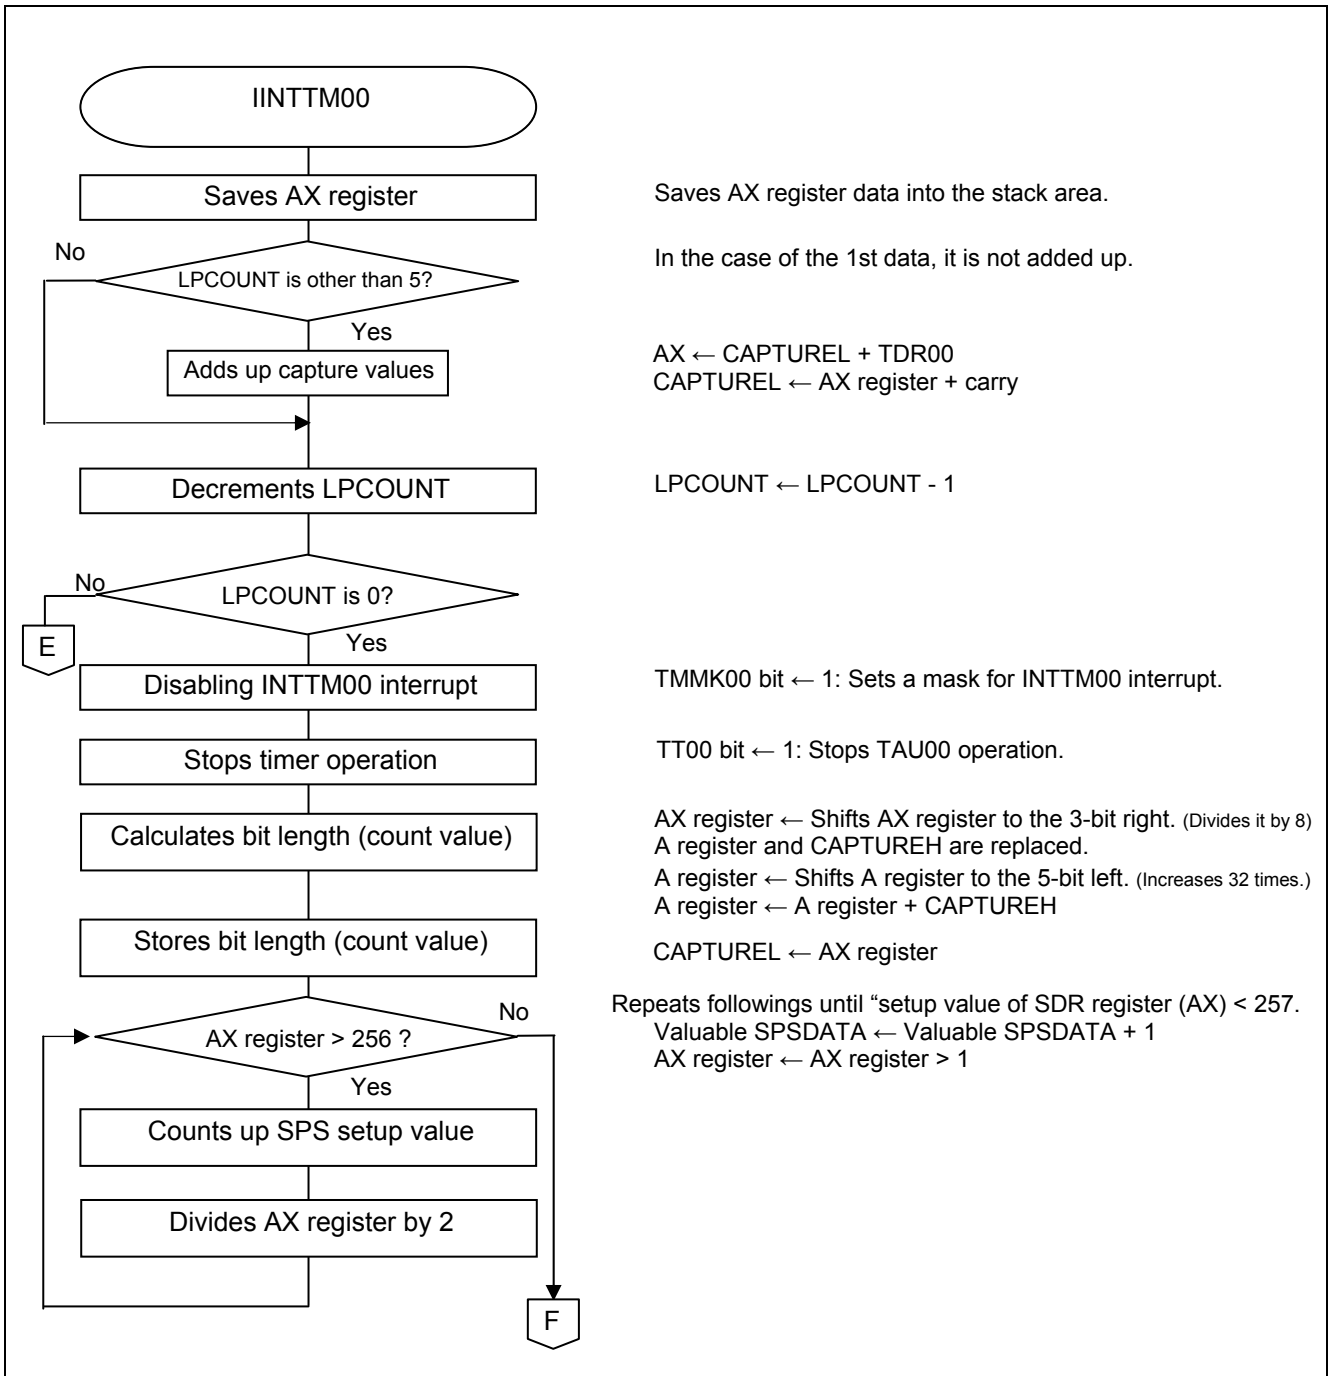 IINTTM00
Saves AX register
Saves AX register data into the stack area.
No
LPCOUNT is other than 5?
In the case of the 1st data, it is not added up.
Yes
Adds up capture values
AX ← CAPTUREL + TDR00
CAPTUREL ← AX register + carry
Decrements LPCOUNT
LPCOUNT ← LPCOUNT - 1
No
LPCOUNT is 0?
E
Yes
Disabling INTTM00 interrupt
TMMK00 bit ← 1: Sets a mask for INTTM00 interrupt.
Stops timer operation
TT00 bit ← 1: Stops TAU00 operation.
Calculates bit length (count value)
AX register ← Shifts AX register to the 3-bit right. (Divides it by 8)
A register and CAPTUREH are replaced.
A register ← Shifts A register to the 5-bit left. (Increases 32 times.)
A register ← A register + CAPTUREH
Stores bit length (count value)
CAPTUREL ← AX register
No
AX register > 256 ?
Repeats followings until “setup value of SDR register (AX) < 257.
Valuable SPSDATA ← Valuable SPSDATA + 1
AX register ← AX register > 1
Yes
Counts up SPS setup value
Divides AX register by 2
F